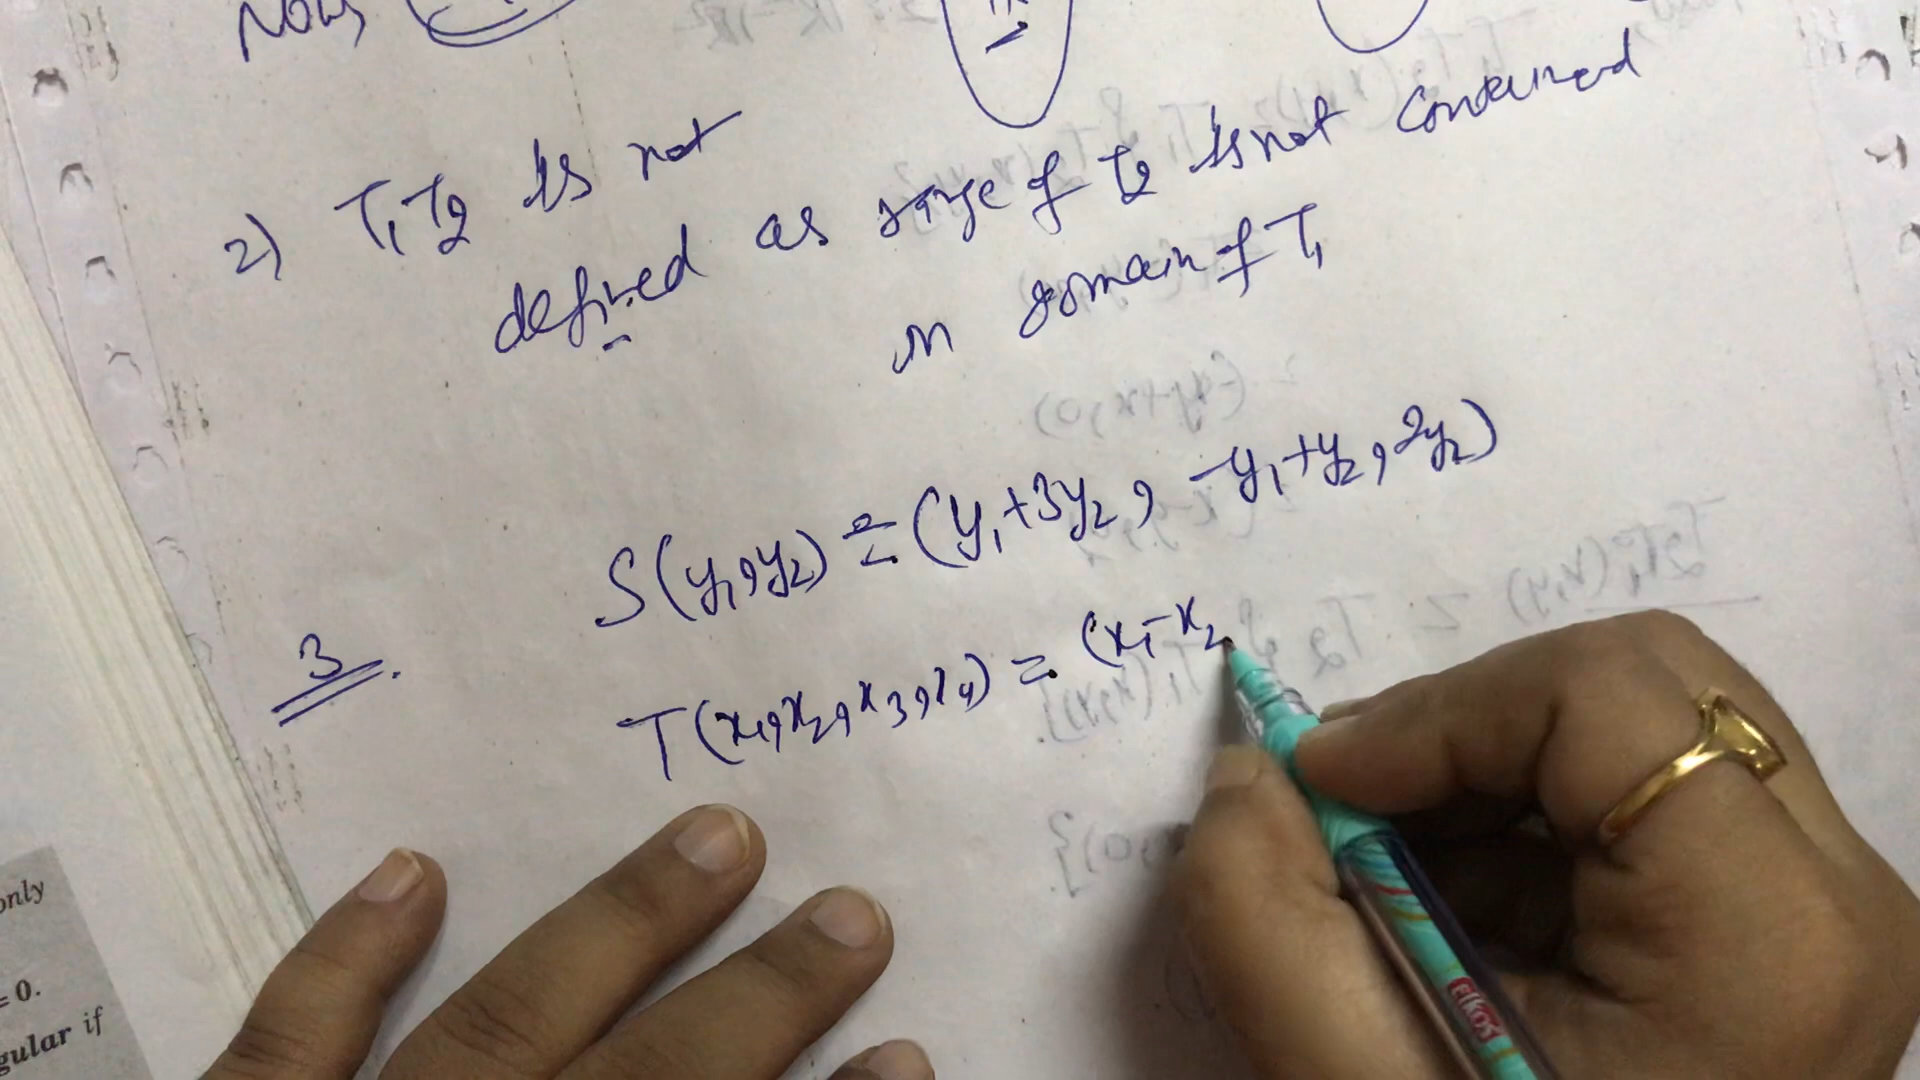 Now,
2) T₁T₂ is not
defined as range of T₂ is not contained
in domain of T₁
S(y₁, y₂) = (y₁+3y₂, -y₁+y₂, 2y₂)
3.
T(x₁, x₂, x₃, x₄) = (x₁-x₂
only
= 0.
gular if
Elkos